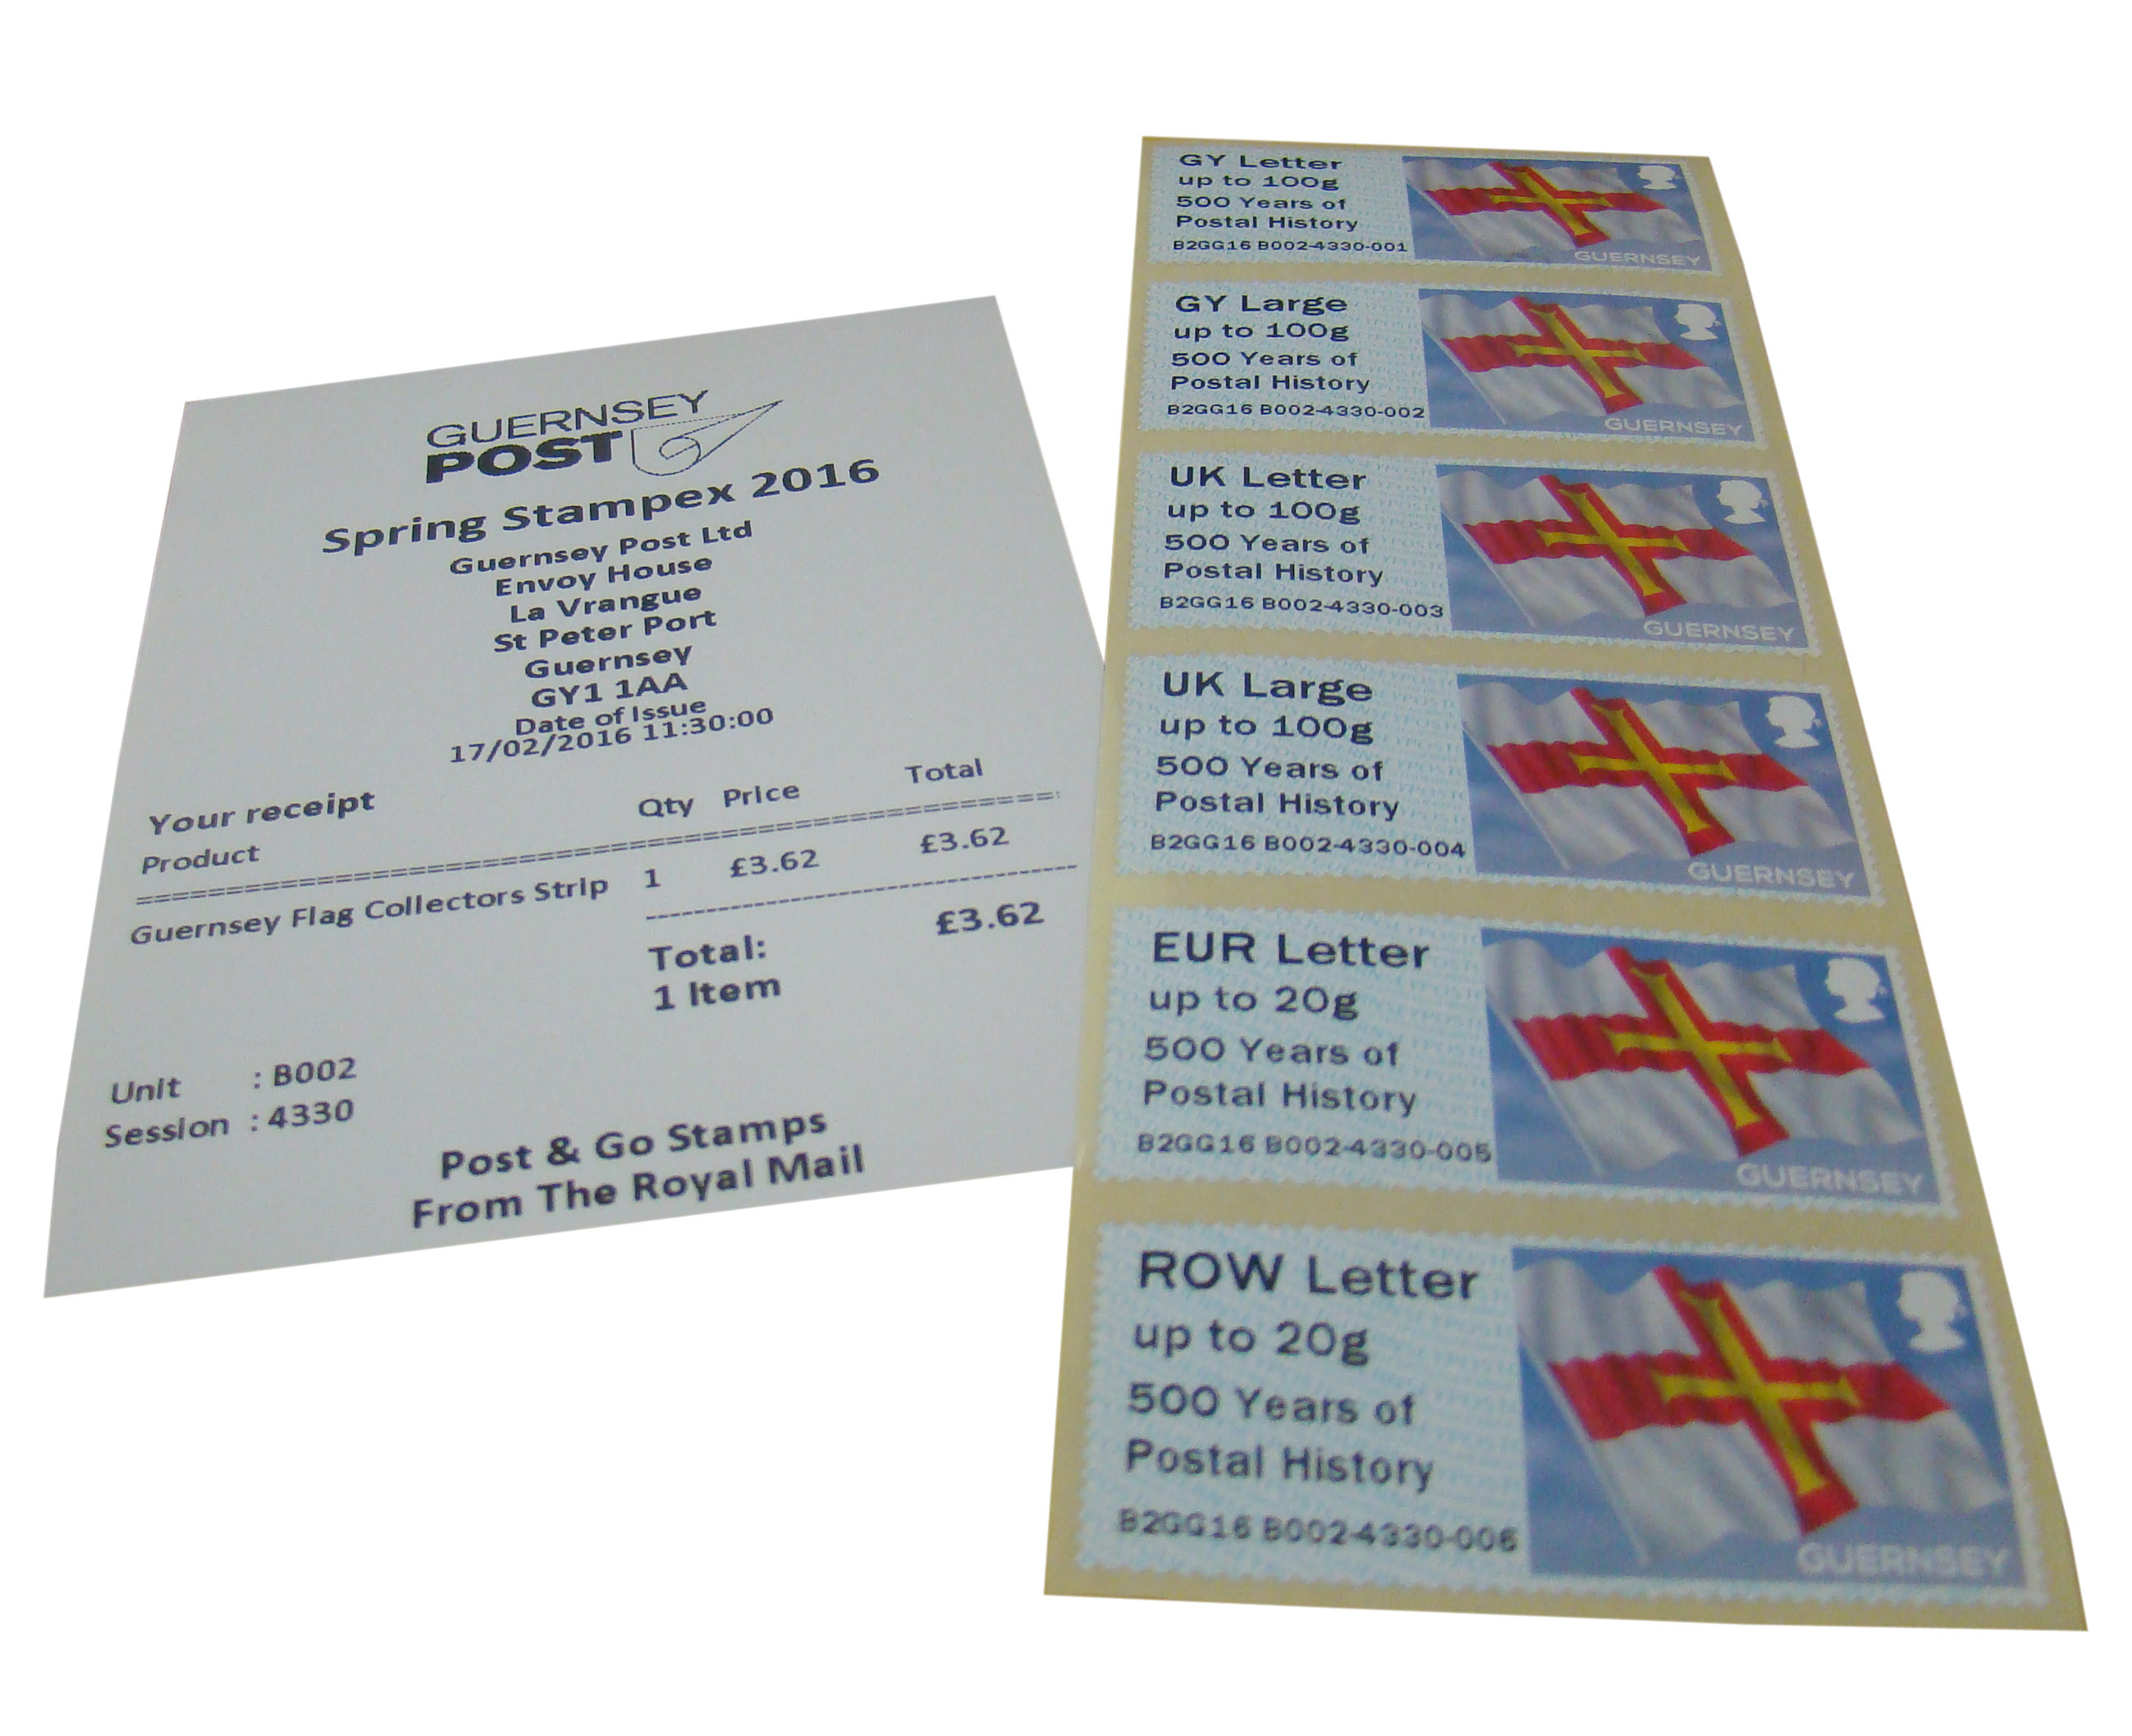 GUERNSEY
POST
Spring Stampex 2016
Guernsey Post Ltd
Envoy House
La Vrangue
St Peter Port
Guernsey
GY1 1AA
Date of Issue
17/02/2016 11:30:00
Your receipt
Product Qty Price Total
==================================================
Guernsey Flag Collectors Strip 1 £3.62 £3.62
--------------------------------------
Total: £3.62
1 Item
Unit : B002
Session : 4330
Post & Go Stamps
From The Royal Mail
GY Letter
up to 100g
500 Years of
Postal History
B2GG16 B002-4330-001
GUERNSEY
GY Large
up to 100g
500 Years of
Postal History
B2GG16 B002-4330-002
GUERNSEY
UK Letter
up to 100g
500 Years of
Postal History
B2GG16 B002-4330-003
GUERNSEY
UK Large
up to 100g
500 Years of
Postal History
B2GG16 B002-4330-004
GUERNSEY
EUR Letter
up to 20g
500 Years of
Postal History
B2GG16 B002-4330-005
GUERNSEY
ROW Letter
up to 20g
500 Years of
Postal History
B2GG16 B002-4330-006
GUERNSEY